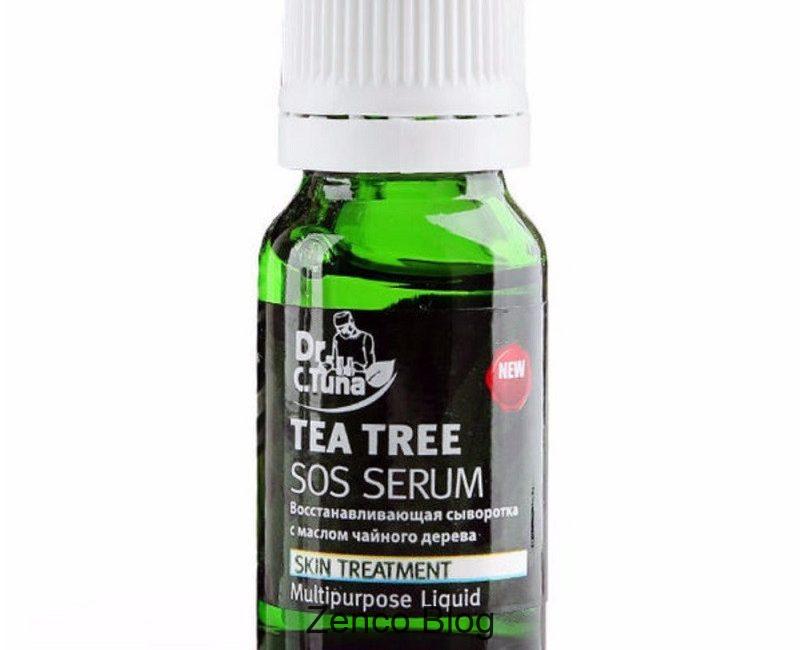 Dr.
C.Tuna
NEW
TEA TREE
SOS SERUM
Восстанавливающая сыворотка
с маслом чайного дерева
SKIN TREATMENT
Multipurpose Liquid
Zenco Blog